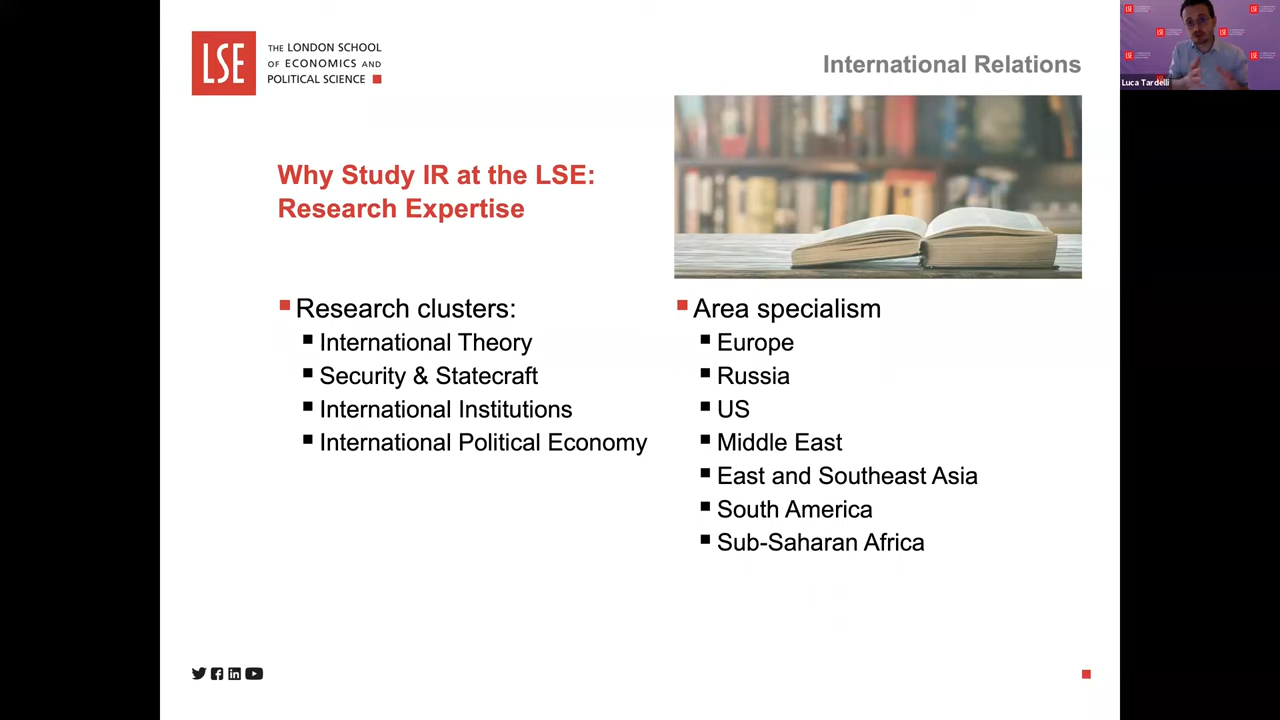 LSE
THE LONDON SCHOOL
OF ECONOMICS AND
POLITICAL SCIENCE
International Relations
Luca Tardelli
Why Study IR at the LSE:
Research Expertise
Research clusters:
International Theory
Security & Statecraft
International Institutions
International Political Economy
Area specialism
Europe
Russia
US
Middle East
East and Southeast Asia
South America
Sub-Saharan Africa